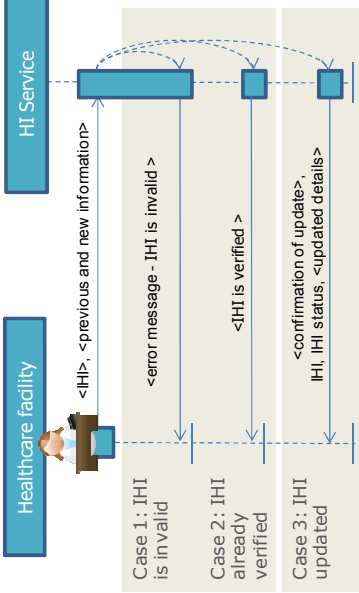 Healthcare facility
HI Service
<IHI>, <previous and new information>
Case 1: IHI
is invalid
<error message - IHI is invalid >
Case 2: IHI
already
verified
<IHI is verified >
Case 3: IHI
updated
<confirmation of update>,
IHI, IHI status, <updated details>